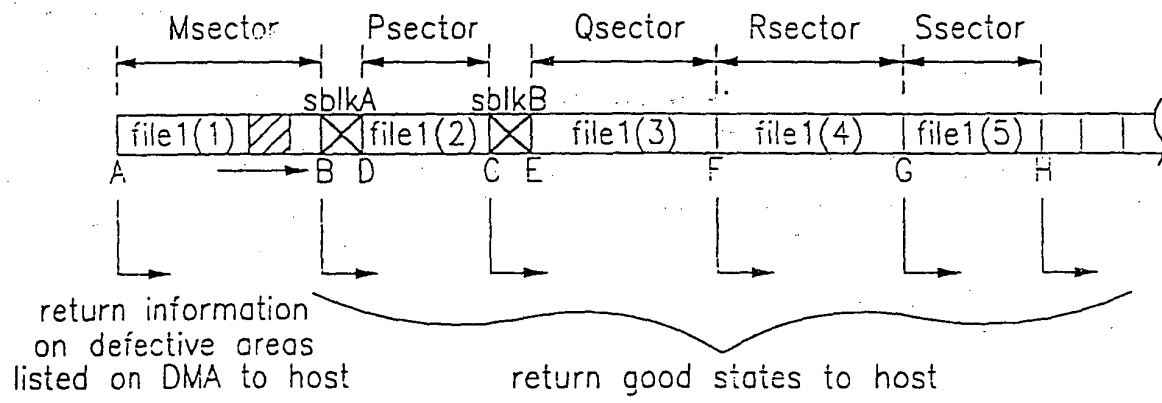 Msector Psector Qsector Rsector Ssector
sblkA sblkB
file1(1) file1(2) file1(3) file1(4) file1(5)
A B D C E F G H
return information
on defective areas
listed on DMA to host
return good states to host